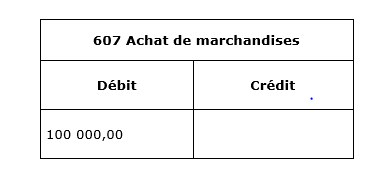 607 Achat de marchandises
Débit Crédit
100 000,00